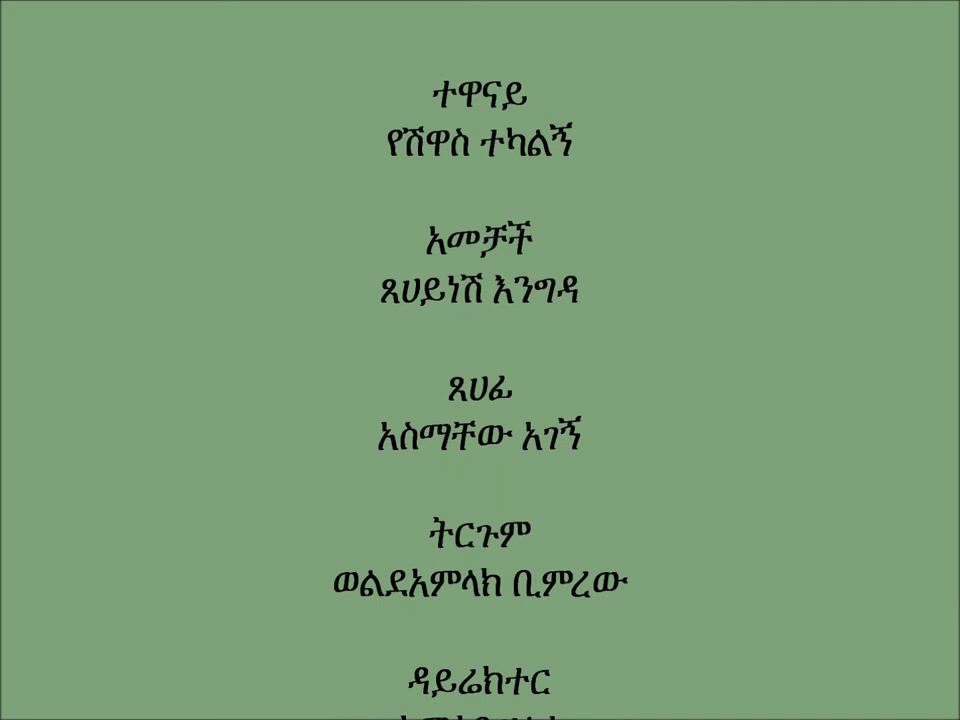 ተዋናይ
የሽዋስ ተካልኝ
አመቻች
ጸሀይነሽ እንግዳ
ጸሀፊ
አስማቸው አገኝ
ትርጉም
ወልደአምላክ ቢምረው
ዳይሬክተር